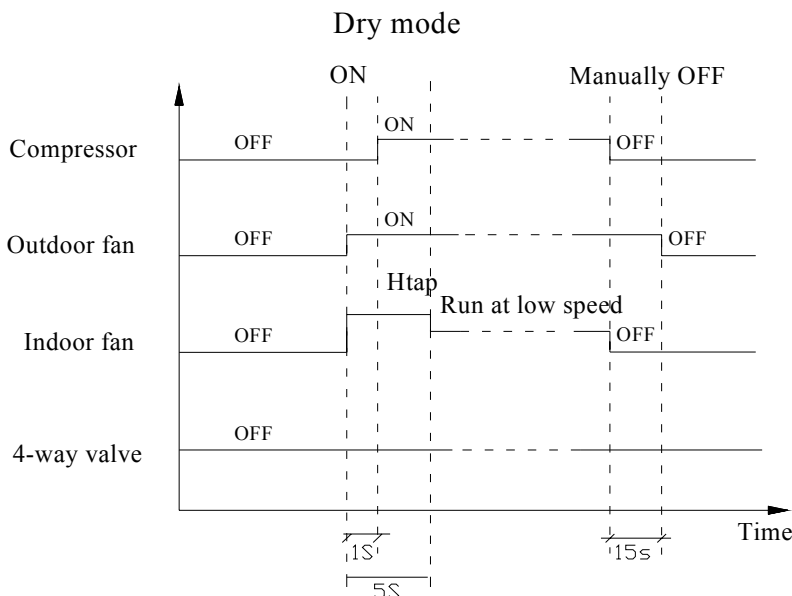 Dry mode
ON
Manually OFF
Compressor
OFF
ON
OFF
Outdoor fan
OFF
ON
OFF
Htap
Run at low speed
Indoor fan
OFF
OFF
4-way valve
OFF
Time
1S
15s
5S